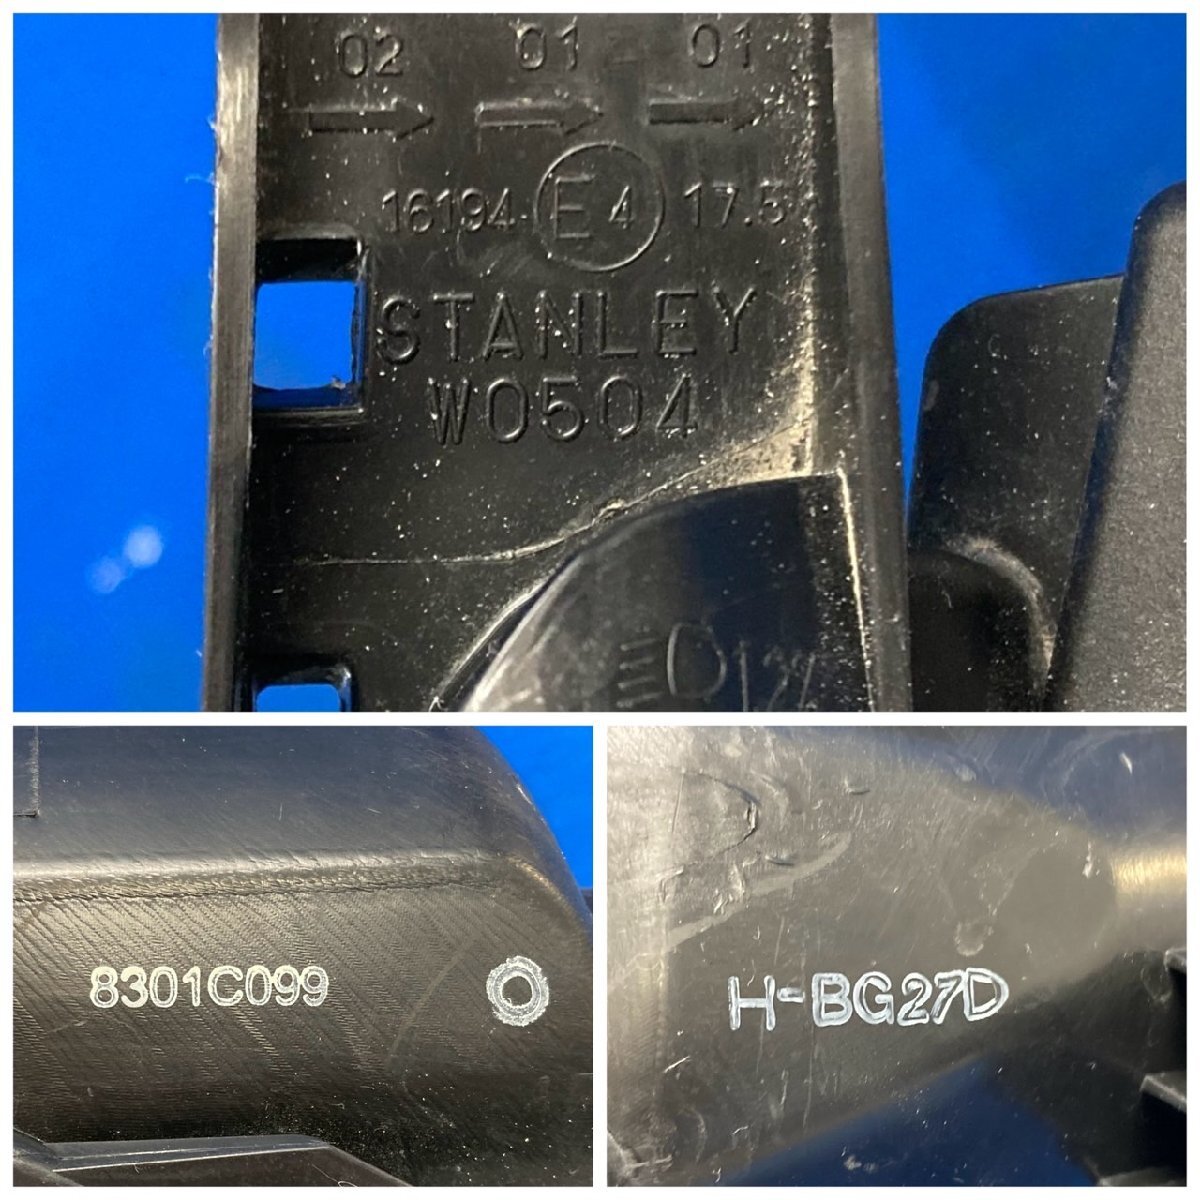 02 01 01
16194 E4 17.5
STANLEY
W0504
8301C099
H-BG27D